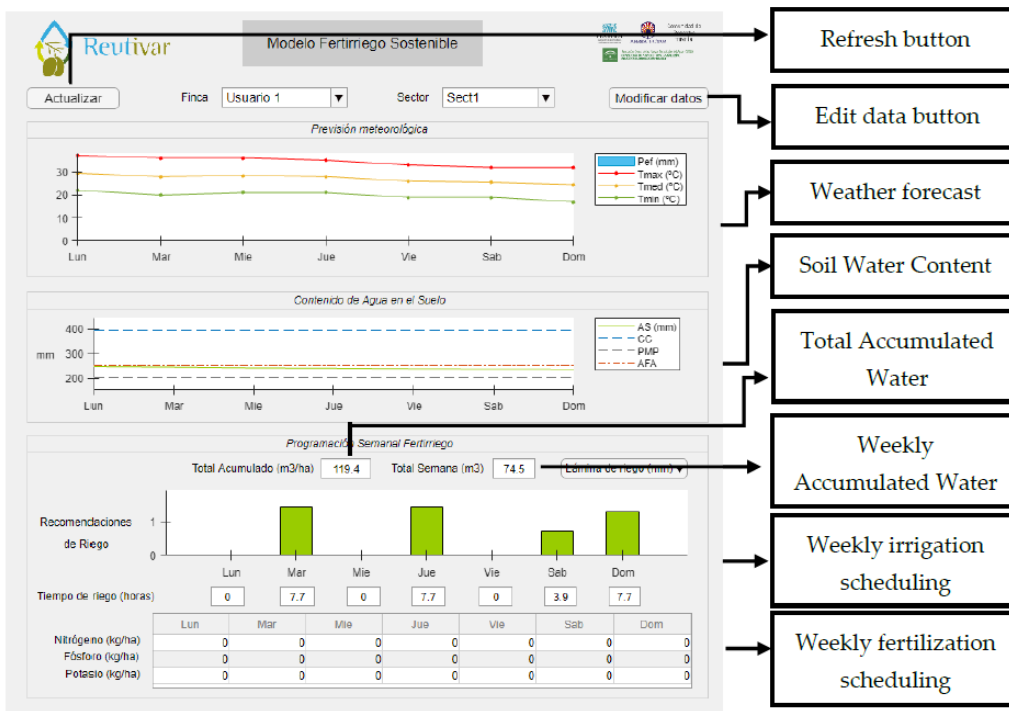 Reutivar
Modelo Fertirriego Sostenible
Refresh button
Actualizar
Finca
Usuario 1
Sector
Sect1
Modificar datos
Edit data button
Previsión meteorológica
30
20
10
0
Lun Mar Mie Jue Vie Sab Dom
Pef (mm)
Tmax (ºC)
Tmed (ºC)
Tmin (ºC)
Weather forecast
Contenido de Agua en el Suelo
mm
400
300
200
Lun Mar Mie Jue Vie Sab Dom
AS (mm)
CC
PMP
AFA
Soil Water Content
Total Accumulated
Water
Programación Semanal Fertirriego
Total Acumulado (m3/ha) 119.4 Total Semana (m3) 74.5 Lámina de riego (mm)
Weekly
Accumulated Water
Recomendaciones
de Riego
1
0
Lun Mar Mie Jue Vie Sab Dom
Tiempo de riego (horas) 0 7.7 0 7.7 0 3.9 7.7
Weekly irrigation
scheduling
Lun Mar Mie Jue Vie Sab Dom
Nitrógeno (kg/ha) 0 0 0 0 0 0 0
Fósforo (kg/ha) 0 0 0 0 0 0 0
Potasio (kg/ha) 0 0 0 0 0 0 0
Weekly fertilization
scheduling